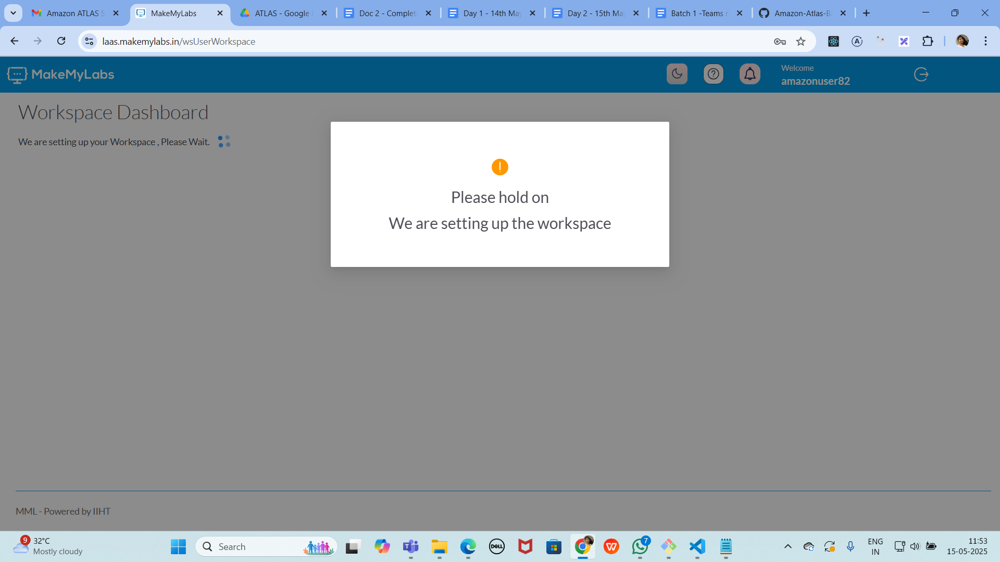 Amazon ATLAS S
MakeMyLabs
ATLAS - Google
Doc 2 - Complet
Day 1 - 14th May
Day 2 - 15th May
Batch 1 -Teams
Amazon-Atlas-Ba
laas.makemylabs.in/wsUserWorkspace
MakeMyLabs
Welcome
amazonuser82
Workspace Dashboard
We are setting up your Workspace , Please Wait.
Please hold on
We are setting up the workspace
MML - Powered by IIHT
9
32°C
Mostly cloudy
Search
DELL
7
ENG
IN
11:53
15-05-2025